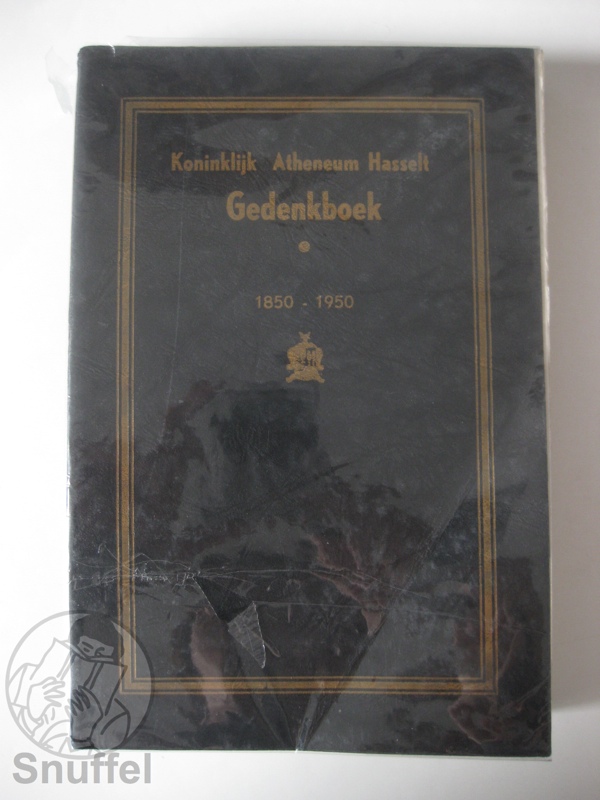 Koninklijk Atheneum Hasselt
Gedenkboek
1850 - 1950
Snuffel